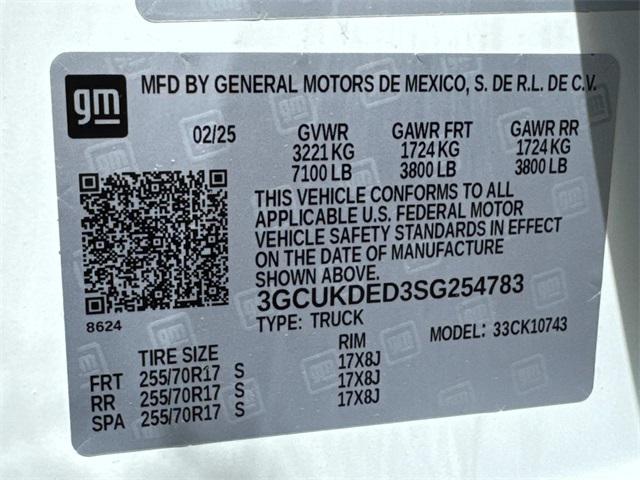 gm
MFD BY GENERAL MOTORS DE MEXICO, S. DE R.L. DE C.V.
02/25 GVWR GAWR FRT GAWR RR
3221 KG 1724 KG 1724 KG
7100 LB 3800 LB 3800 LB
THIS VEHICLE CONFORMS TO ALL
APPLICABLE U.S. FEDERAL MOTOR
VEHICLE SAFETY STANDARDS IN EFFECT
ON THE DATE OF MANUFACTURE
SHOWN ABOVE.
3GCUKDED3SG254783
8624
TYPE: TRUCK MODEL: 33CK10743
TIRE SIZE RIM
FRT 255/70R17 S 17X8J
RR 255/70R17 S 17X8J
SPA 255/70R17 S 17X8J